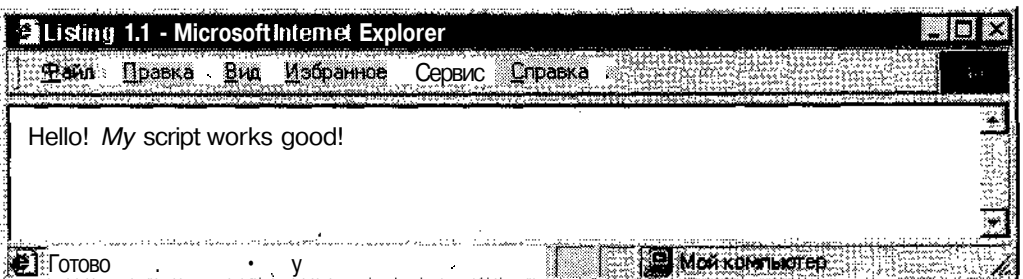 Listing 1.1 - Microsoft Internet Explorer
Файл Правка Вид Избранное Сервис Справка
Hello! My script works good!
Готово у Мой компьютер